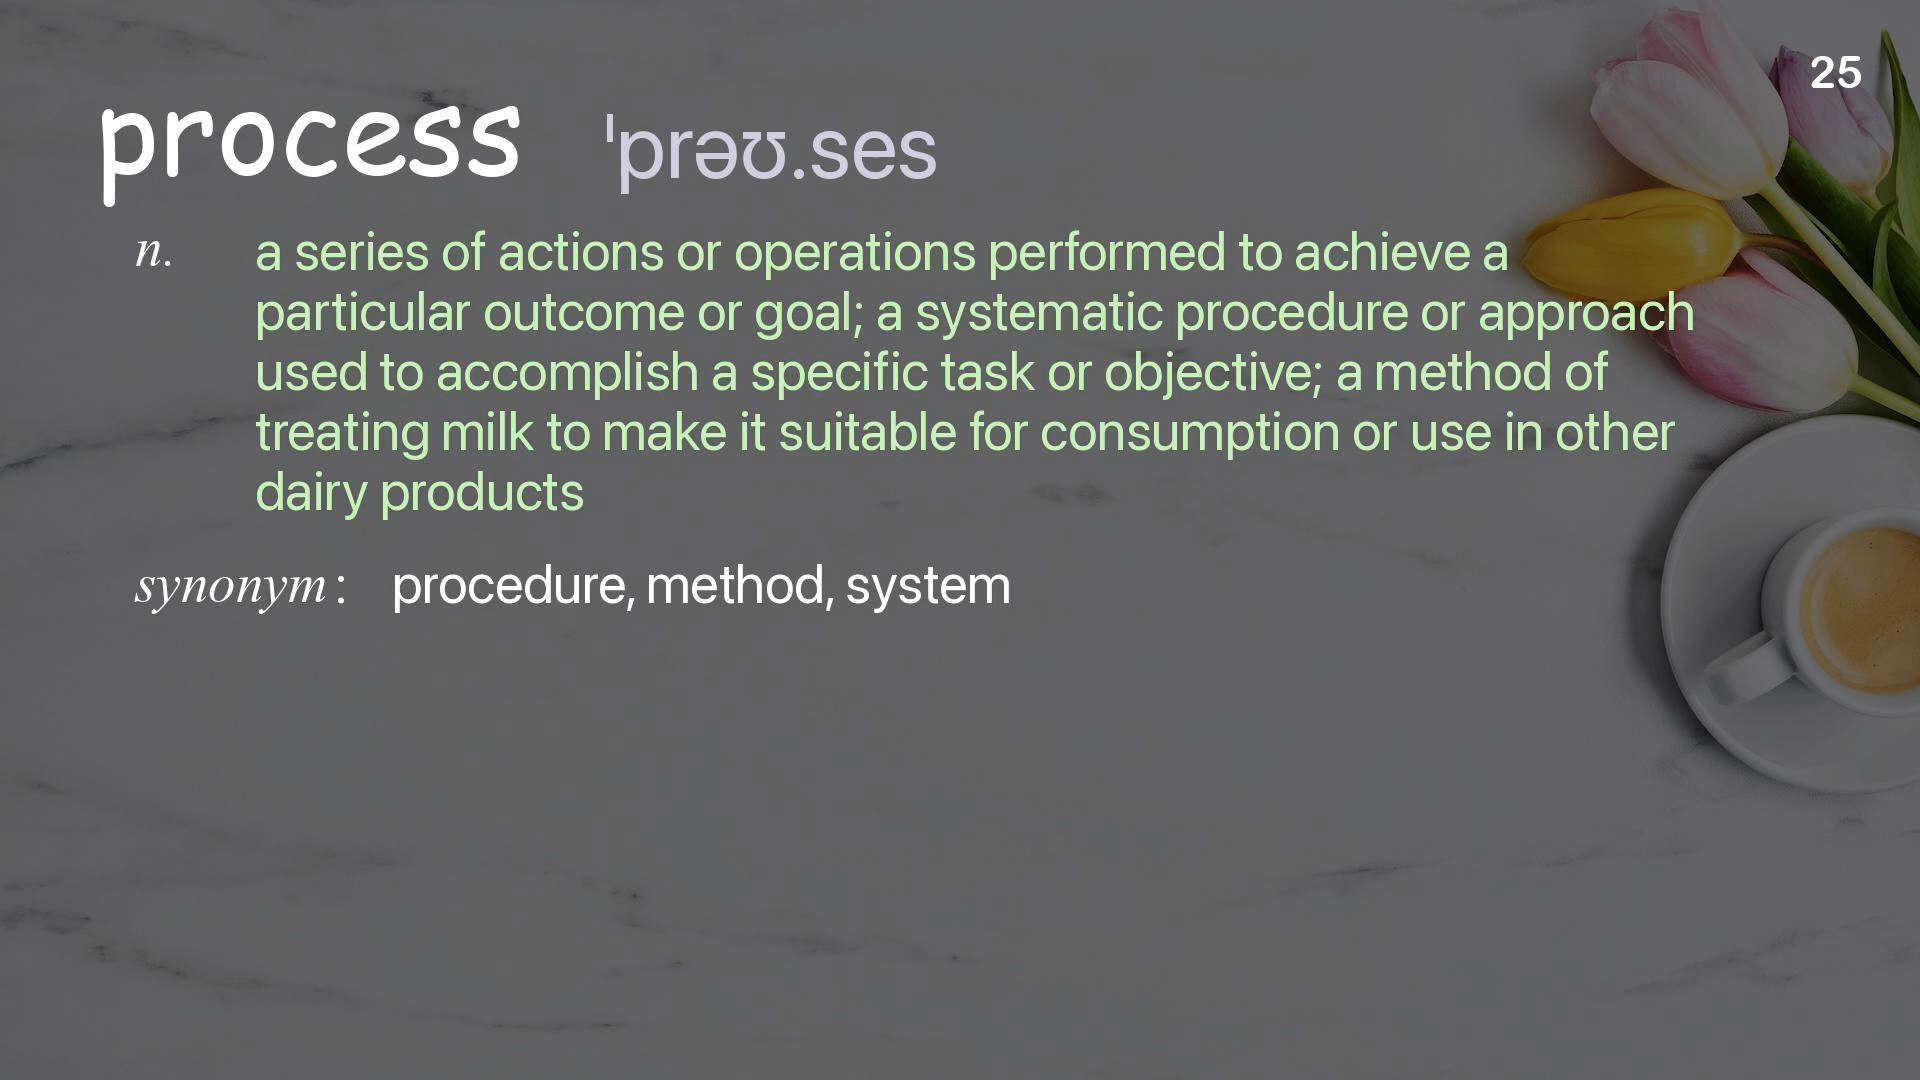 25
process ˈprəʊ.ses
n. a series of actions or operations performed to achieve a
particular outcome or goal; a systematic procedure or approach
used to accomplish a specific task or objective; a method of
treating milk to make it suitable for consumption or use in other
dairy products
synonym: procedure, method, system